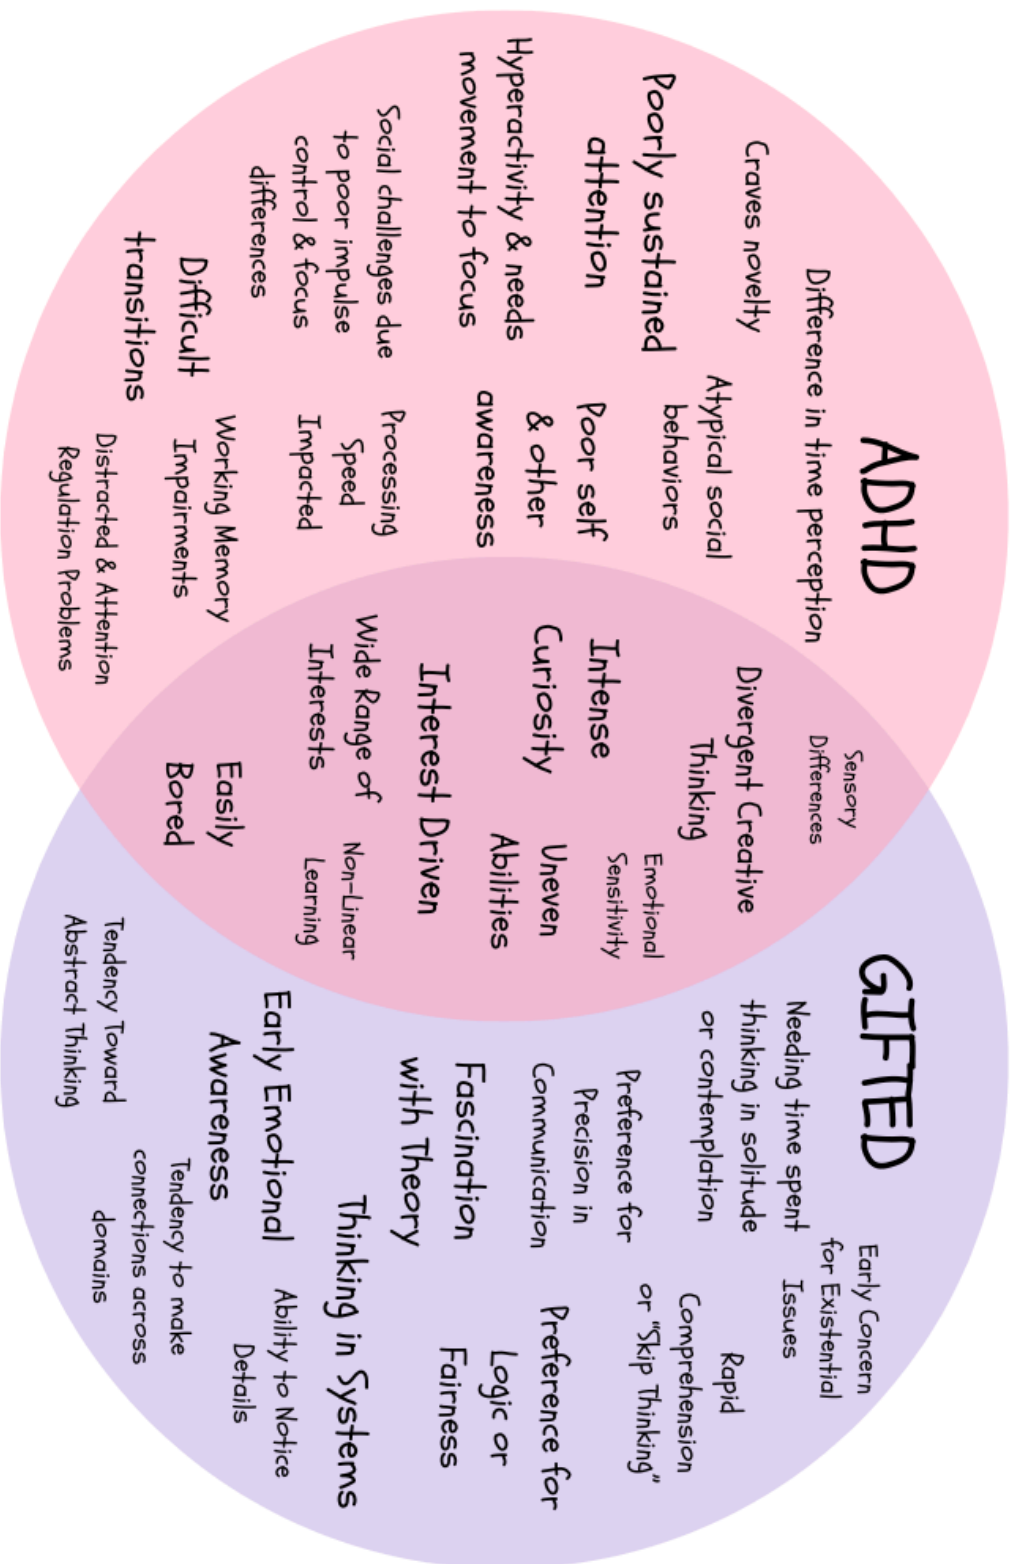 ADHD
Difference in time perception
Craves novelty
Atypical social
behaviors
Poorly sustained
attention
Poor self
& other
awareness
Hyperactivity & needs
movement to focus
Social challenges due
to poor impulse
control & focus
differences
Processing
Speed
Impacted
Difficult
transitions
Working Memory
Impairments
Distracted & Attention
Regulation Problems
Sensory
Differences
Divergent Creative
Thinking
Intense
Curiosity
Emotional
Sensitivity
Uneven
Abilities
Interest Driven
Wide Range of
Interests
Non-Linear
Learning
Easily
Bored
GIFTED
Early Concern
for Existential
Issues
Needing time spent
thinking in solitude
or contemplation
Rapid
Comprehension
or "Skip Thinking"
Preference for
Precision in
Communication
Preference for
Logic or
Fairness
Fascination
with Theory
Thinking in Systems
Early Emotional
Awareness
Ability to Notice
Details
Tendency to make
connections across
domains
Tendency Toward
Abstract Thinking